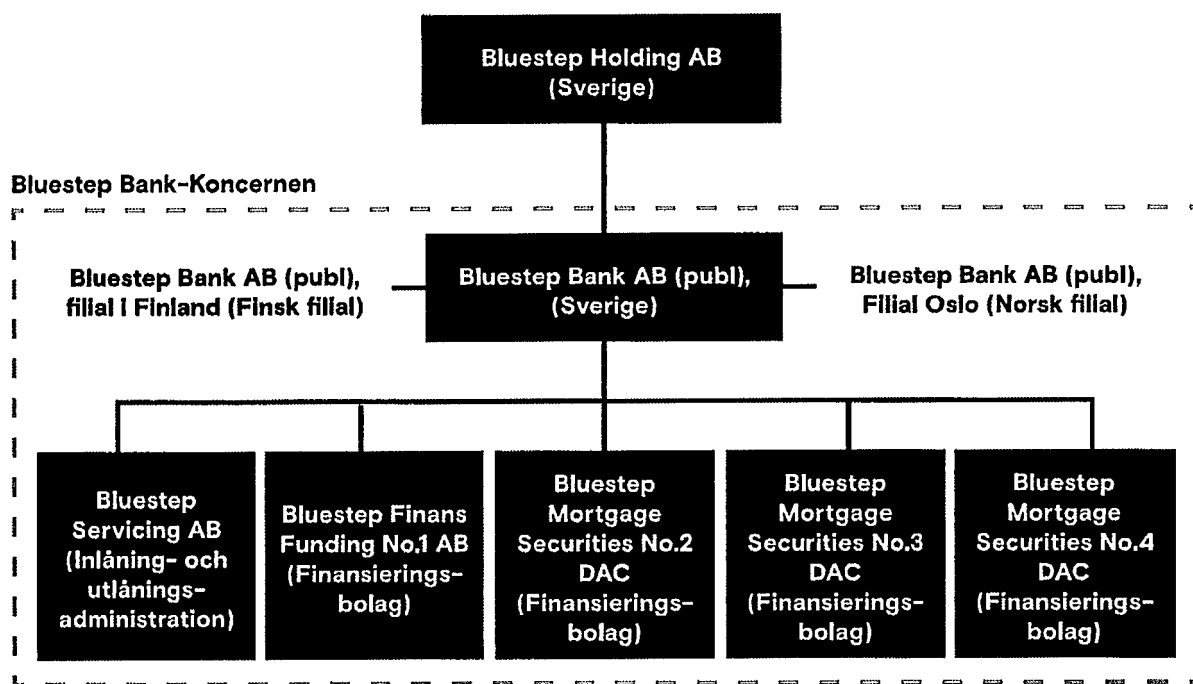 Bluestep Holding AB
(Sverige)
Bluestep Bank-Koncernen
Bluestep Bank AB (publ),
filial i Finland (Finsk filial)
Bluestep Bank AB (publ),
(Sverige)
Bluestep Bank AB (publ),
Filial Oslo (Norsk filial)
Bluestep
Servicing AB
(Inlåning- och
utlånings-
administration)
Bluestep Finans
Funding No.1 AB
(Finansierings-
bolag)
Bluestep
Mortgage
Securities No.2
DAC
(Finansierings-
bolag)
Bluestep
Mortgage
Securities No.3
DAC
(Finansierings-
bolag)
Bluestep
Mortgage
Securities No.4
DAC
(Finansierings-
bolag)